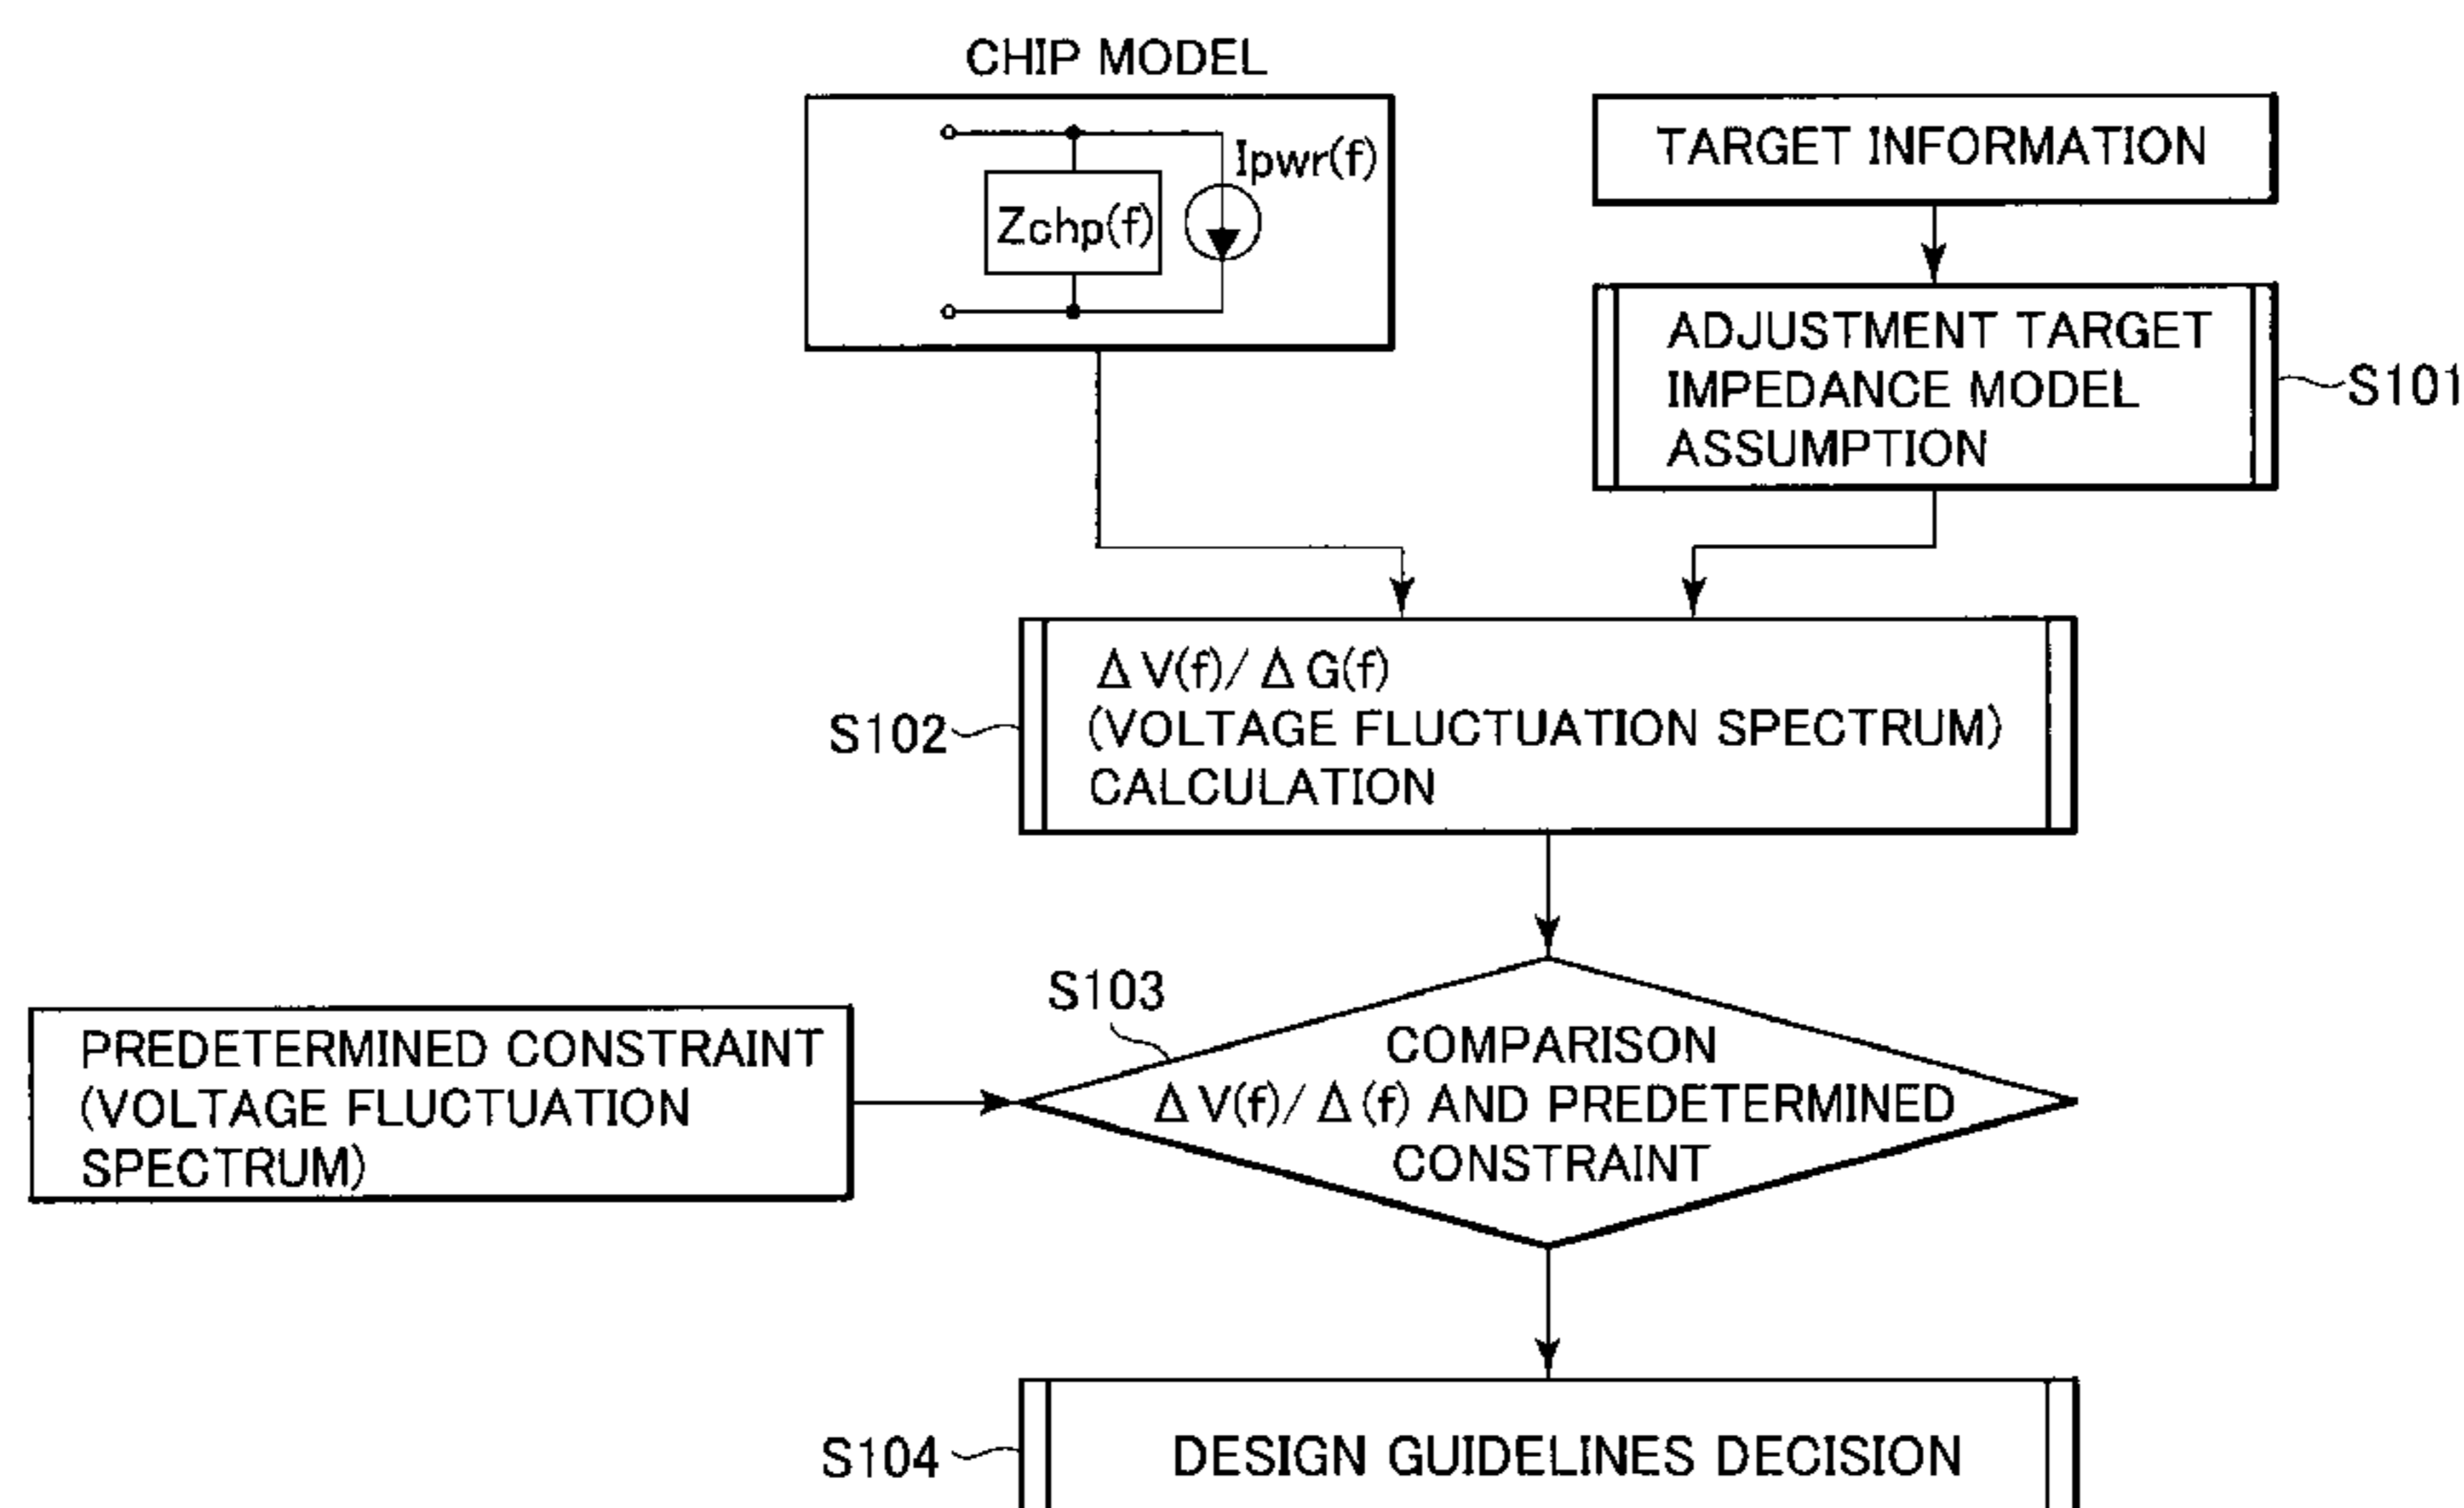 CHIP MODEL
Ipwr(f)
Zchp(f)
TARGET INFORMATION
ADJUSTMENT TARGET
IMPEDANCE MODEL
ASSUMPTION
S101
ΔV(f)/ΔG(f)
(VOLTAGE FLUCTUATION SPECTRUM)
CALCULATION
S102
S103
PREDETERMINED CONSTRAINT
(VOLTAGE FLUCTUATION
SPECTRUM)
COMPARISON
ΔV(f)/Δ(f) AND PREDETERMINED
CONSTRAINT
S104
DESIGN GUIDELINES DECISION